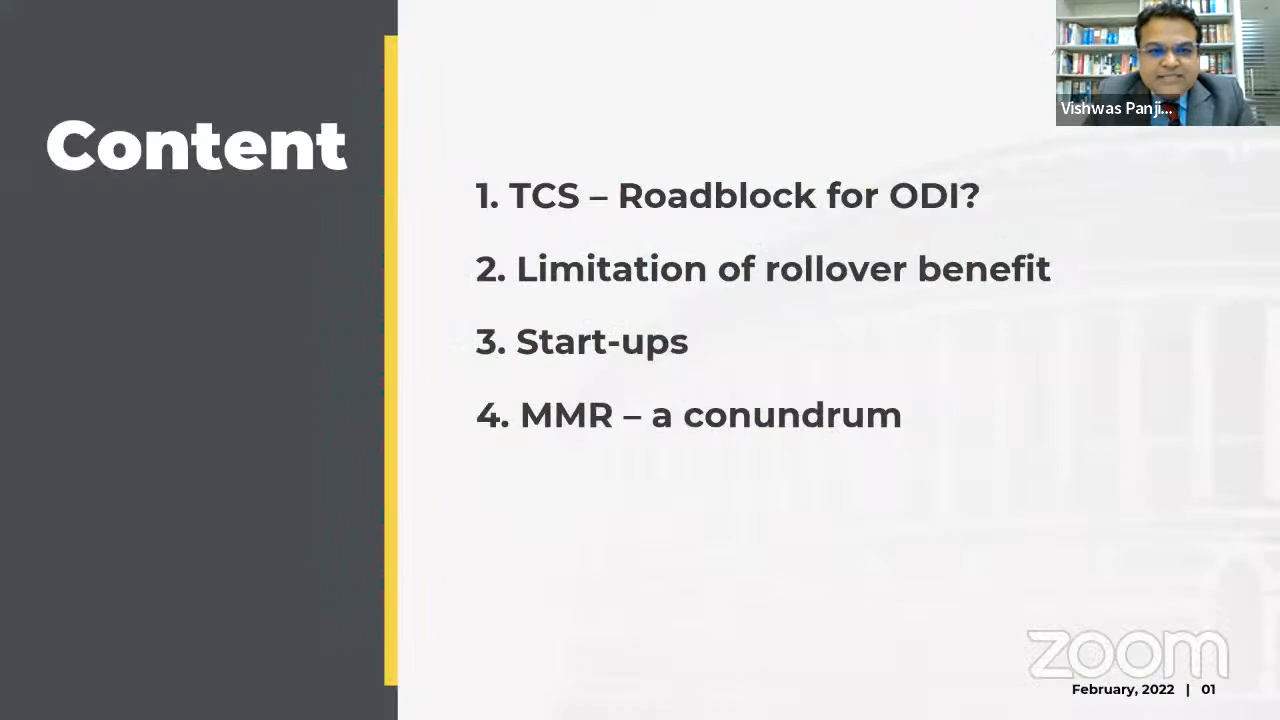 Content
1. TCS – Roadblock for ODI?
2. Limitation of rollover benefit
3. Start-ups
4. MMR – a conundrum
Vishwas Panji...
zoom
February, 2022 | 01